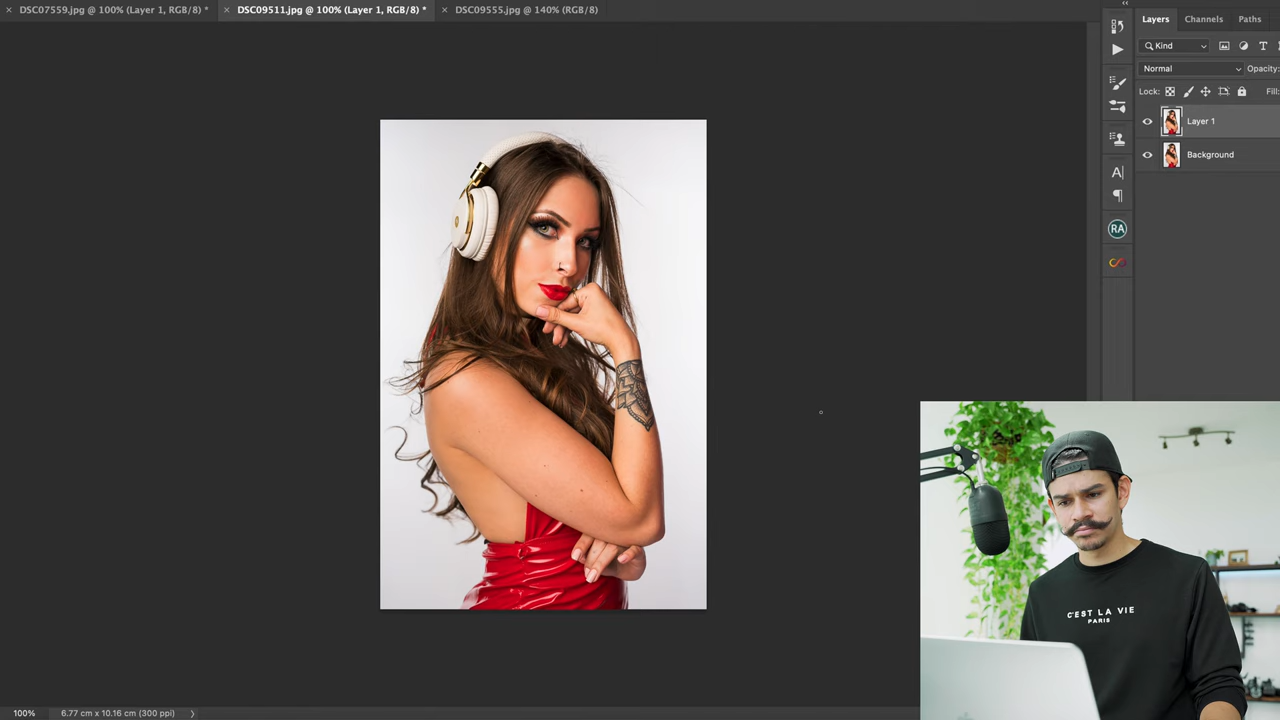 DSC07559.jpg @ 100% (Layer 1, RGB/8) *
DSC09511.jpg @ 100% (Layer 1, RGB/8) *
DSC09555.jpg @ 140% (RGB/8)
Layers Channels Paths
Kind
Normal Opacity:
Lock: Fill:
Layer 1
Background
A|
RA
C'EST LA VIE
PARIS
100% 6.77 cm x 10.16 cm (300 ppi)